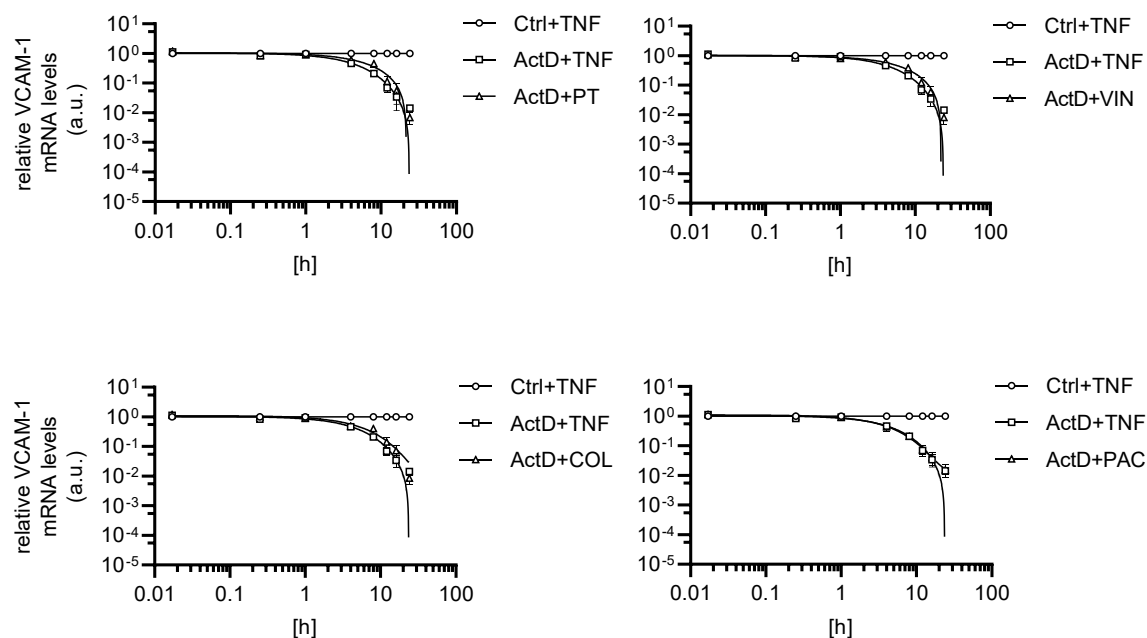 relative VCAM-1
mRNA levels
(a.u.)
10¹
10⁰
10⁻¹
10⁻²
10⁻³
10⁻⁴
10⁻⁵
0.01 0.1 1 10 100
[h]
Ctrl+TNF
ActD+TNF
ActD+PT
10¹
10⁰
10⁻¹
10⁻²
10⁻³
10⁻⁴
10⁻⁵
0.01 0.1 1 10 100
[h]
Ctrl+TNF
ActD+TNF
ActD+VIN
relative VCAM-1
mRNA levels
(a.u.)
10¹
10⁰
10⁻¹
10⁻²
10⁻³
10⁻⁴
10⁻⁵
0.01 0.1 1 10 100
[h]
Ctrl+TNF
ActD+TNF
ActD+COL
10¹
10⁰
10⁻¹
10⁻²
10⁻³
10⁻⁴
10⁻⁵
0.01 0.1 1 10 100
[h]
Ctrl+TNF
ActD+TNF
ActD+PAC